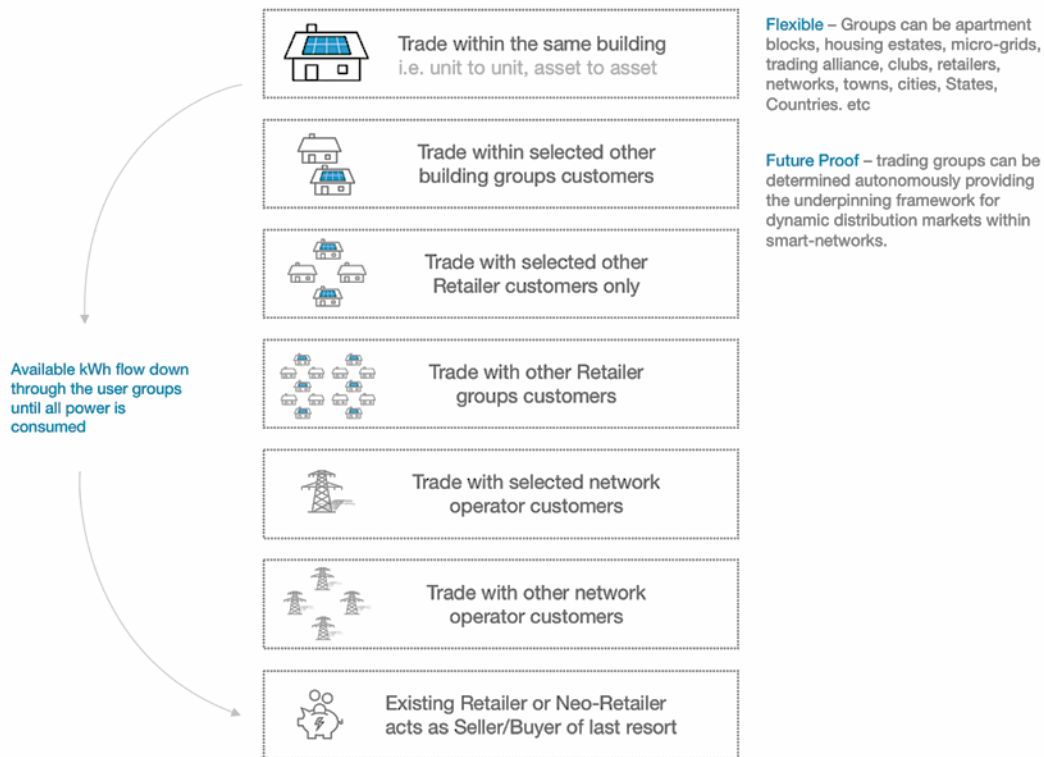 Trade within the same building
i.e. unit to unit, asset to asset
Trade within selected other
building groups customers
Trade with selected other
Retailer customers only
Trade with other Retailer
groups customers
Trade with selected network
operator customers
Trade with other network
operator customers
Existing Retailer or Neo-Retailer
acts as Seller/Buyer of last resort
Available kWh flow down
through the user groups
until all power is
consumed
Flexible – Groups can be apartment
blocks, housing estates, micro-grids,
trading alliance, clubs, retailers,
networks, towns, cities, States,
Countries. etc
Future Proof – trading groups can be
determined autonomously providing
the underpinning framework for
dynamic distribution markets within
smart-networks.